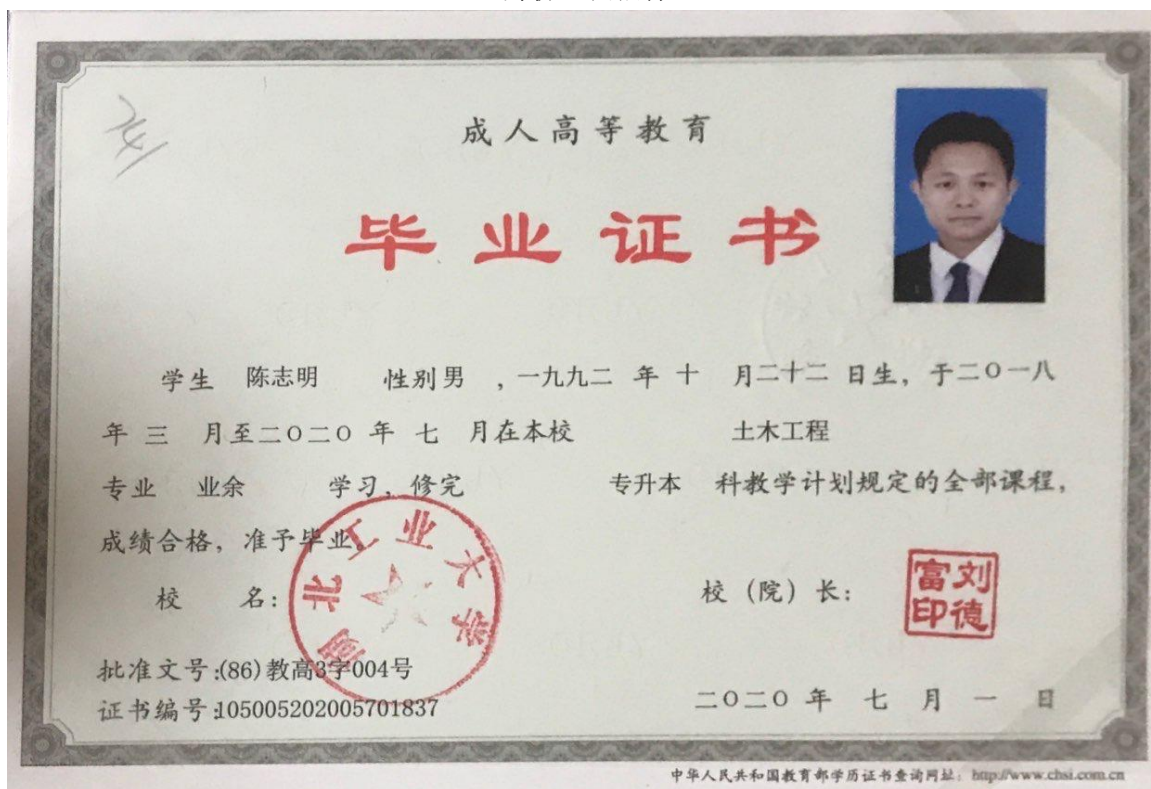 成人高等教育
毕业证书
学生 陈志明 性别 男 ，一九九二 年 十 月二十二 日生，于二〇一八
年 三 月至二〇二〇 年 七 月在本校 土木工程
专业 业余 学习，修完 专升本 科教学计划规定的全部课程，
成绩合格，准予毕业。
湖北工业大学
校 名：
校（院）长：
刘德富印
批准文号:(86)教高3字004号
证书编号:105005202005701837
二〇二〇 年 七 月 一 日
中华人民共和国教育部学历证书查询网址：http://www.chsi.com.cn